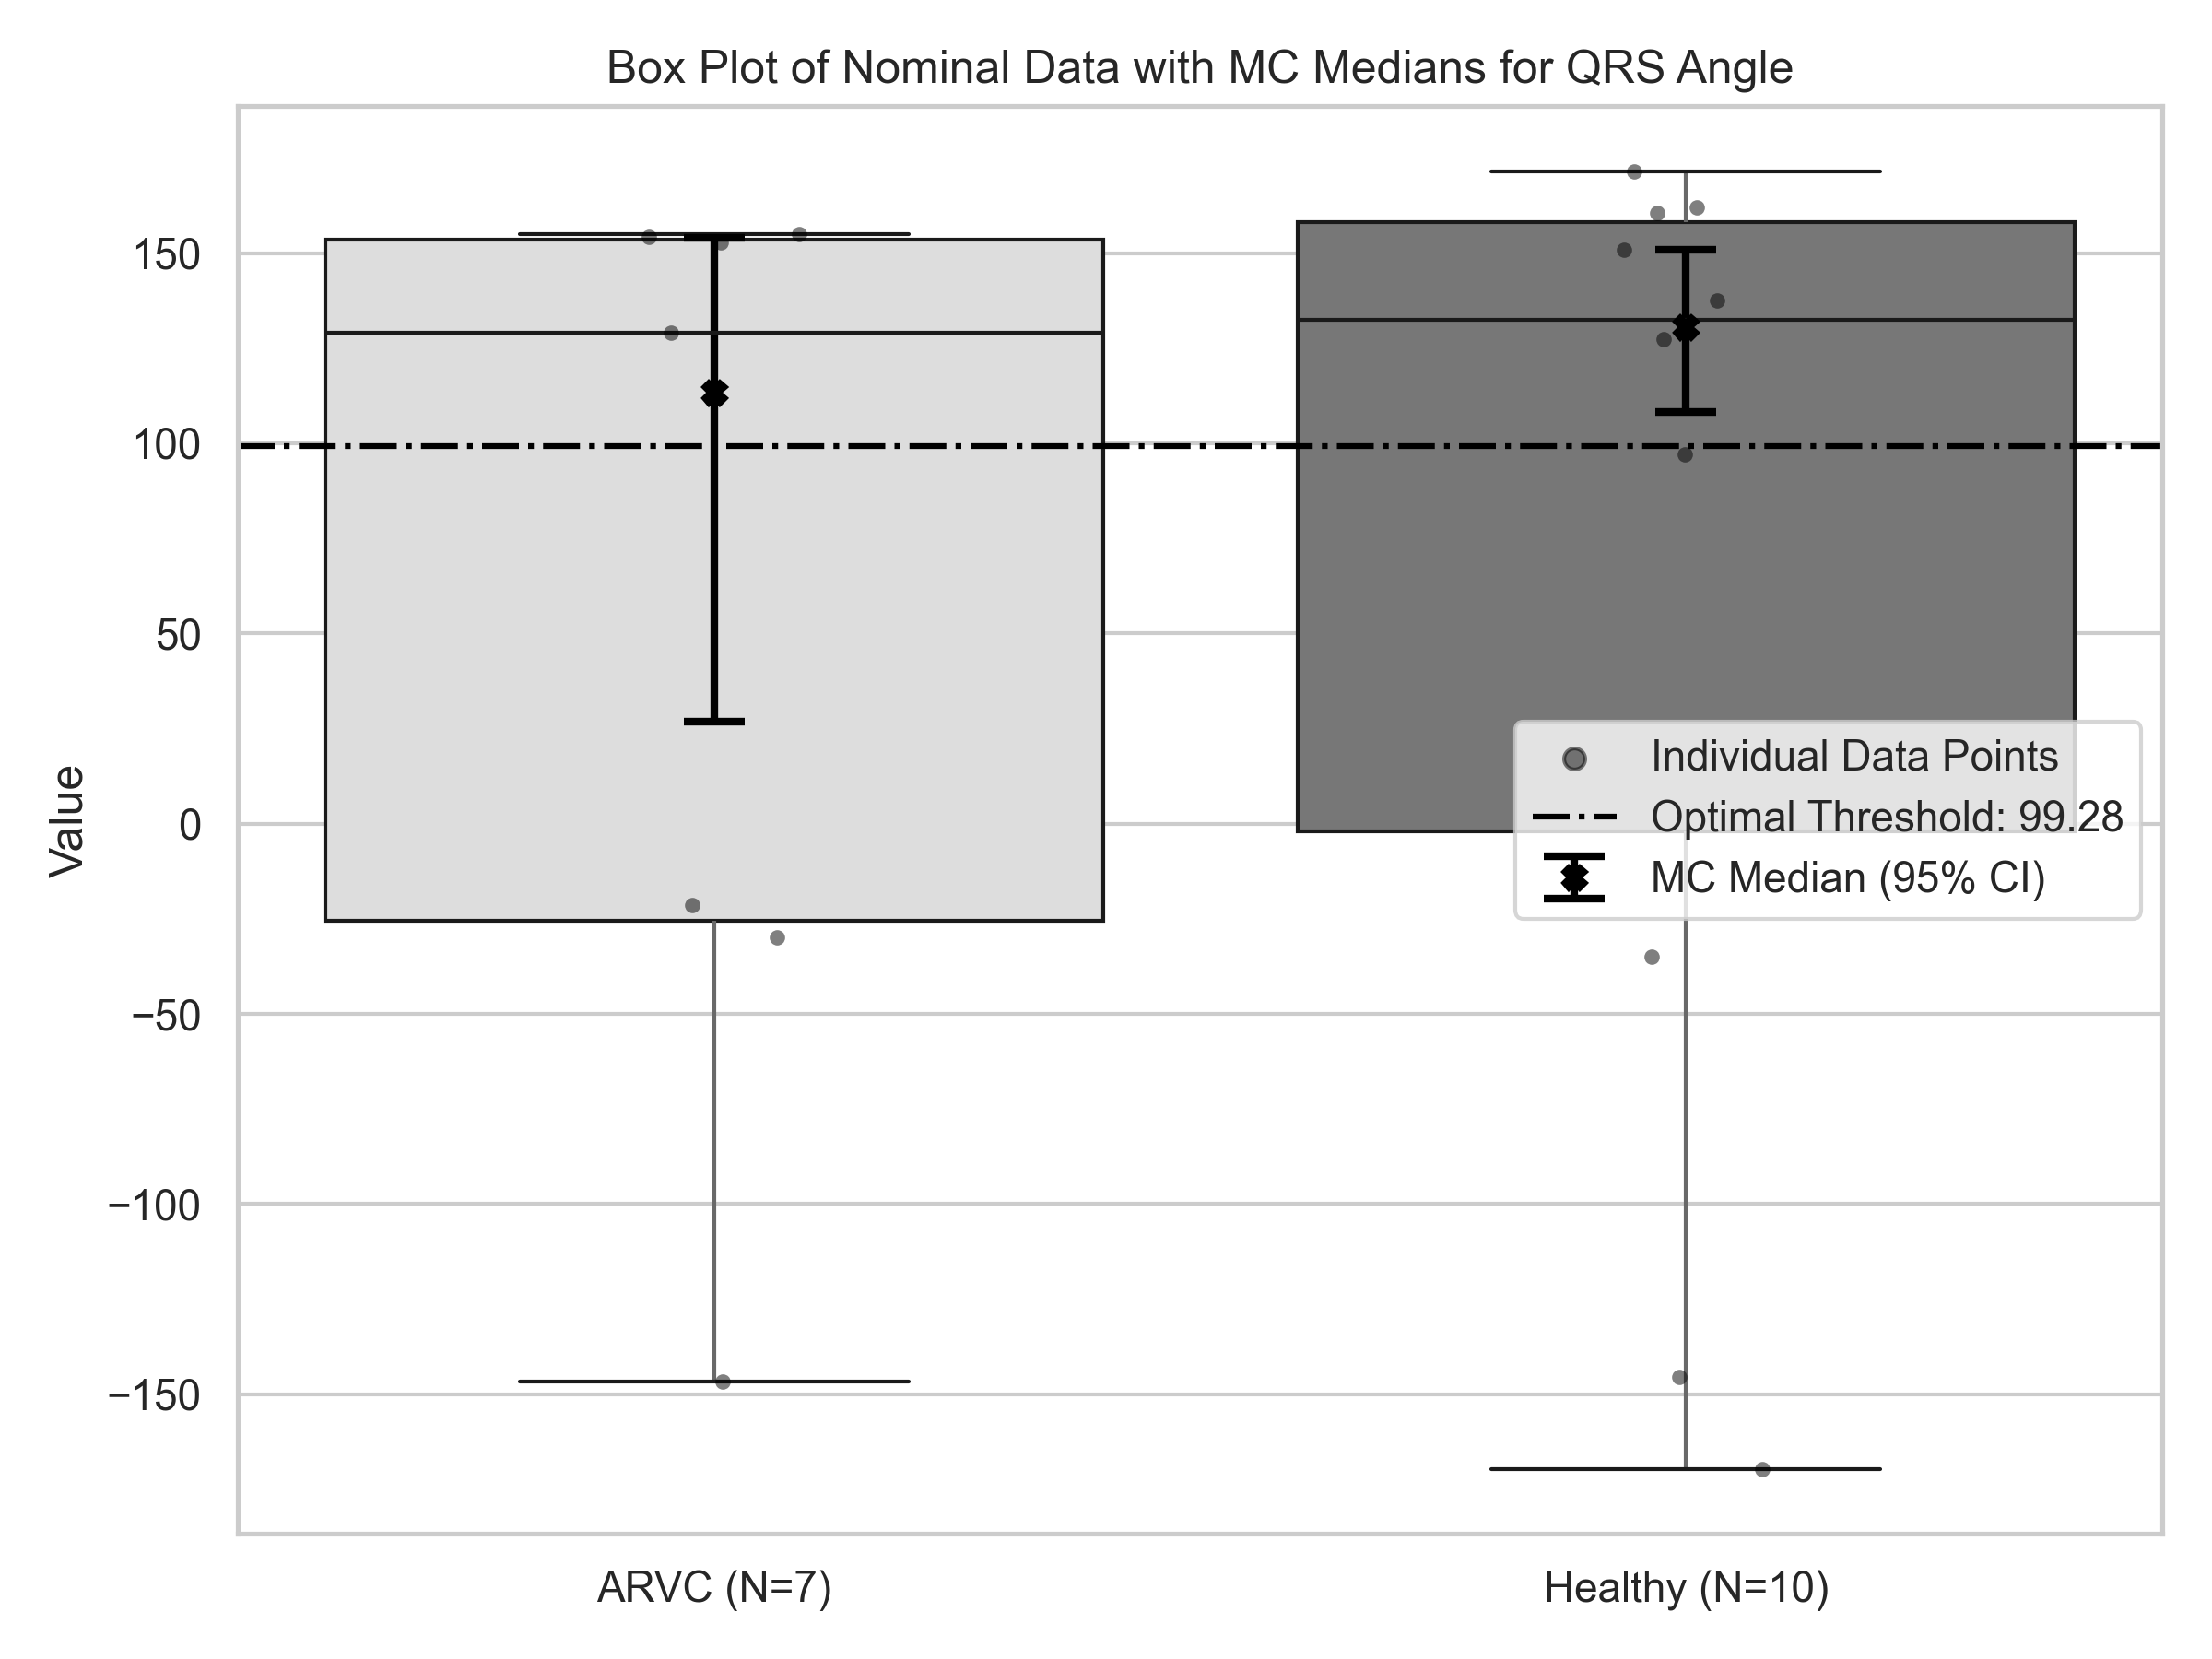 Box Plot of Nominal Data with MC Medians for QRS Angle
Value
150
100
50
0
−50
−100
−150
Individual Data Points
Optimal Threshold: 99.28
MC Median (95% CI)
ARVC (N=7)
Healthy (N=10)